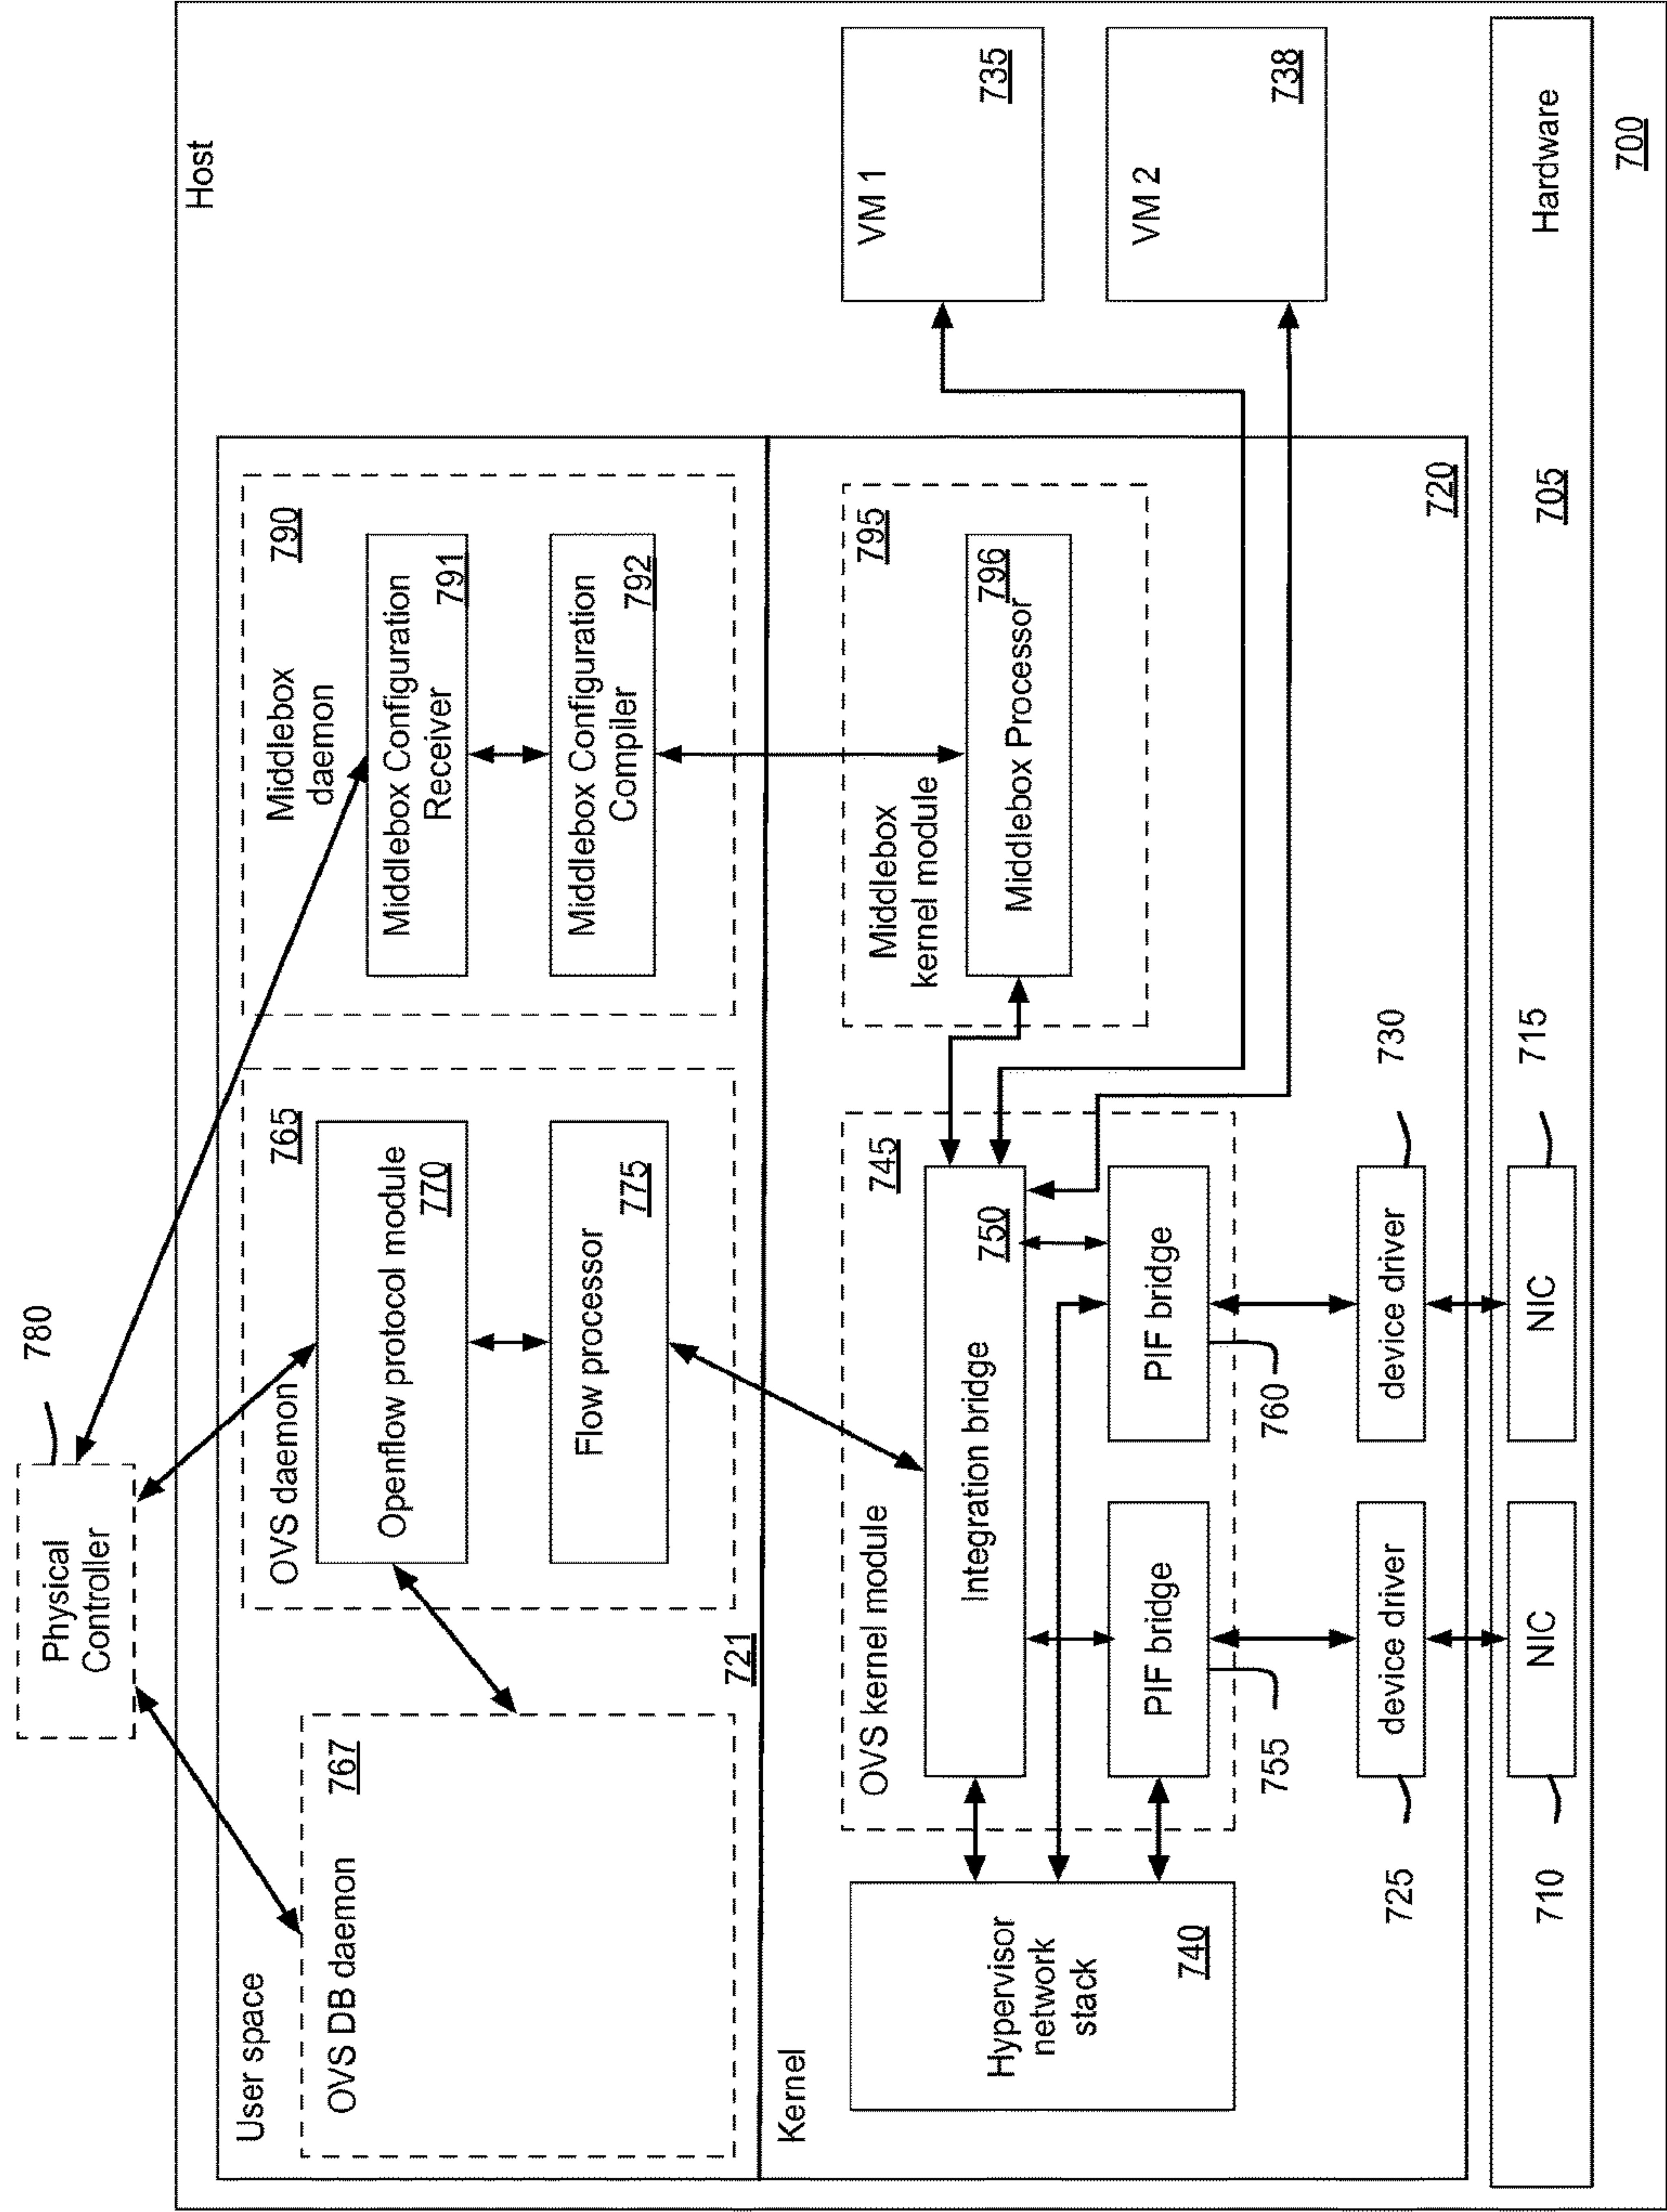 Physical
Controller
780
Host
User space
OVS DB daemon
767
OVS daemon
765
Openflow protocol module
770
Flow processor
775
Middlebox
daemon
790
Middlebox Configuration
Receiver
791
Middlebox Configuration
Compiler
792
721
Kernel
Hypervisor
network
stack
740
OVS kernel module
745
Integration bridge
750
PIF bridge
755
PIF bridge
760
Middlebox
kernel module
795
796
Middlebox Processor
VM 1
735
VM 2
738
725
device driver
device driver
730
720
710
NIC
NIC
715
705
Hardware
700